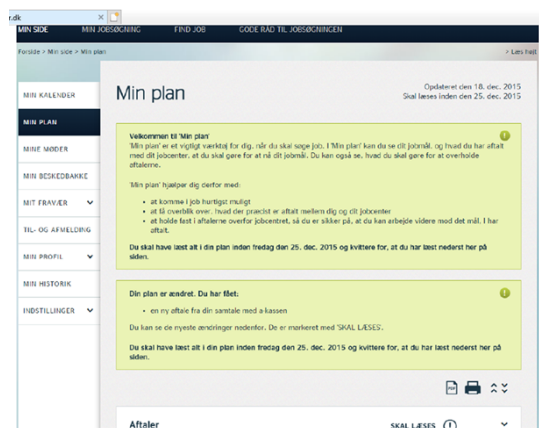 r.dk
MIN SIDE MIN JOBSØGNING FIND JOB GODE RÅD TIL JOBSØGNINGEN
Forside > Min side > Min plan
> Læs højt
MIN KALENDER
MIN PLAN
MINE MØDER
MIN BESKEDBAKKE
MIT FRAVÆR
TIL- OG AFMELDING
MIN PROFIL
MIN HISTORIK
INDSTILLINGER
Min plan
Opdateret den 18. dec. 2015
Skal læses inden den 25. dec. 2015
Velkommen til 'Min plan'
'Min plan' er et vigtigt værktøj for dig, når du skal søge job. I 'Min plan' kan du se dit jobmål, og hvad du har aftalt
med dit jobcenter, at du skal gøre for at nå dit jobmål. Du kan også se, hvad du skal gøre for at overholde
aftalerne.
'Min plan' hjælper dig derfor med:
• at komme i job hurtigst muligt
• at få overblik over, hvad der præcist er aftalt mellem dig og dit jobcenter
• at holde fast i aftalerne overfor jobcentret, så du er sikker på, at du kan arbejde videre mod det mål, I har
aftalt.
Du skal have læst alt i din plan inden fredag den 25. dec. 2015 og kvittere for, at du har læst nederst her på
siden.
Din plan er ændret. Du har fået:
• en ny aftale fra din samtale med a-kassen
Du kan se de nyeste ændringer nedenfor. De er markeret med 'SKAL LÆSES'.
Du skal have læst alt i din plan inden fredag den 25. dec. 2015 og kvittere for, at du har læst nederst her på
siden.
PDF
Aftaler SKAL LÆSES